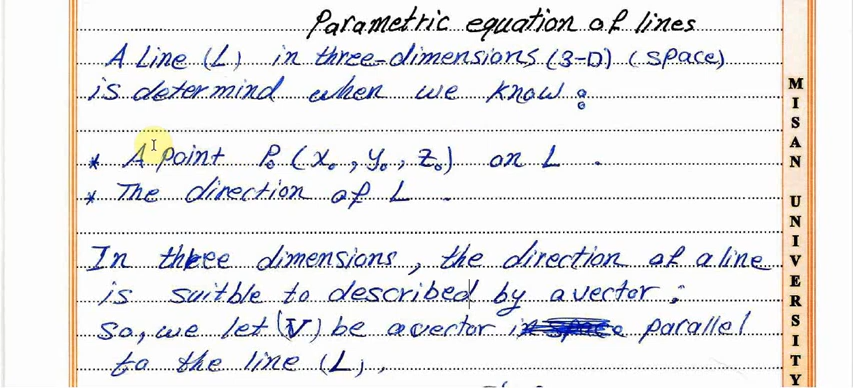 Parametric equation of lines
A Line (L) in three-dimensions (3-D) (space)
is determind when we know:
* A point P₀ (x₀, y₀, z₀) on L.
* The direction of L.
In three dimensions, the direction of a line
is suitble to described by a vector;
So, we let (V) be a vertor parallel
to the line (L),
MISAN UNIVERSITY